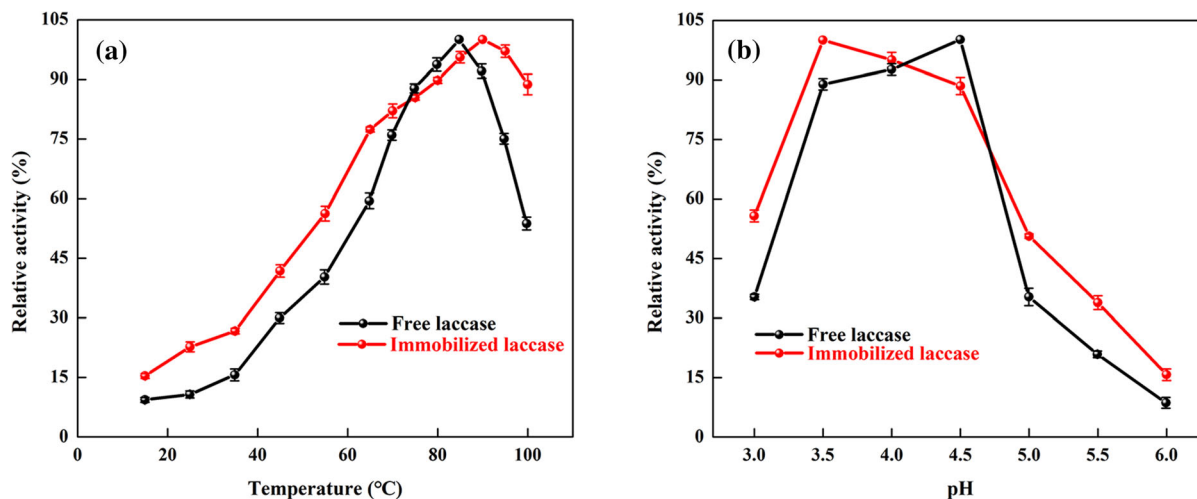 (a)
105
90
75
60
45
30
15
0
Relative activity (%)
Free laccase
Immobilized laccase
0 20 40 60 80 100
Temperature (℃)
(b)
105
90
75
60
45
30
15
0
Relative activity (%)
Free laccase
Immobilized laccase
3.0 3.5 4.0 4.5 5.0 5.5 6.0
pH